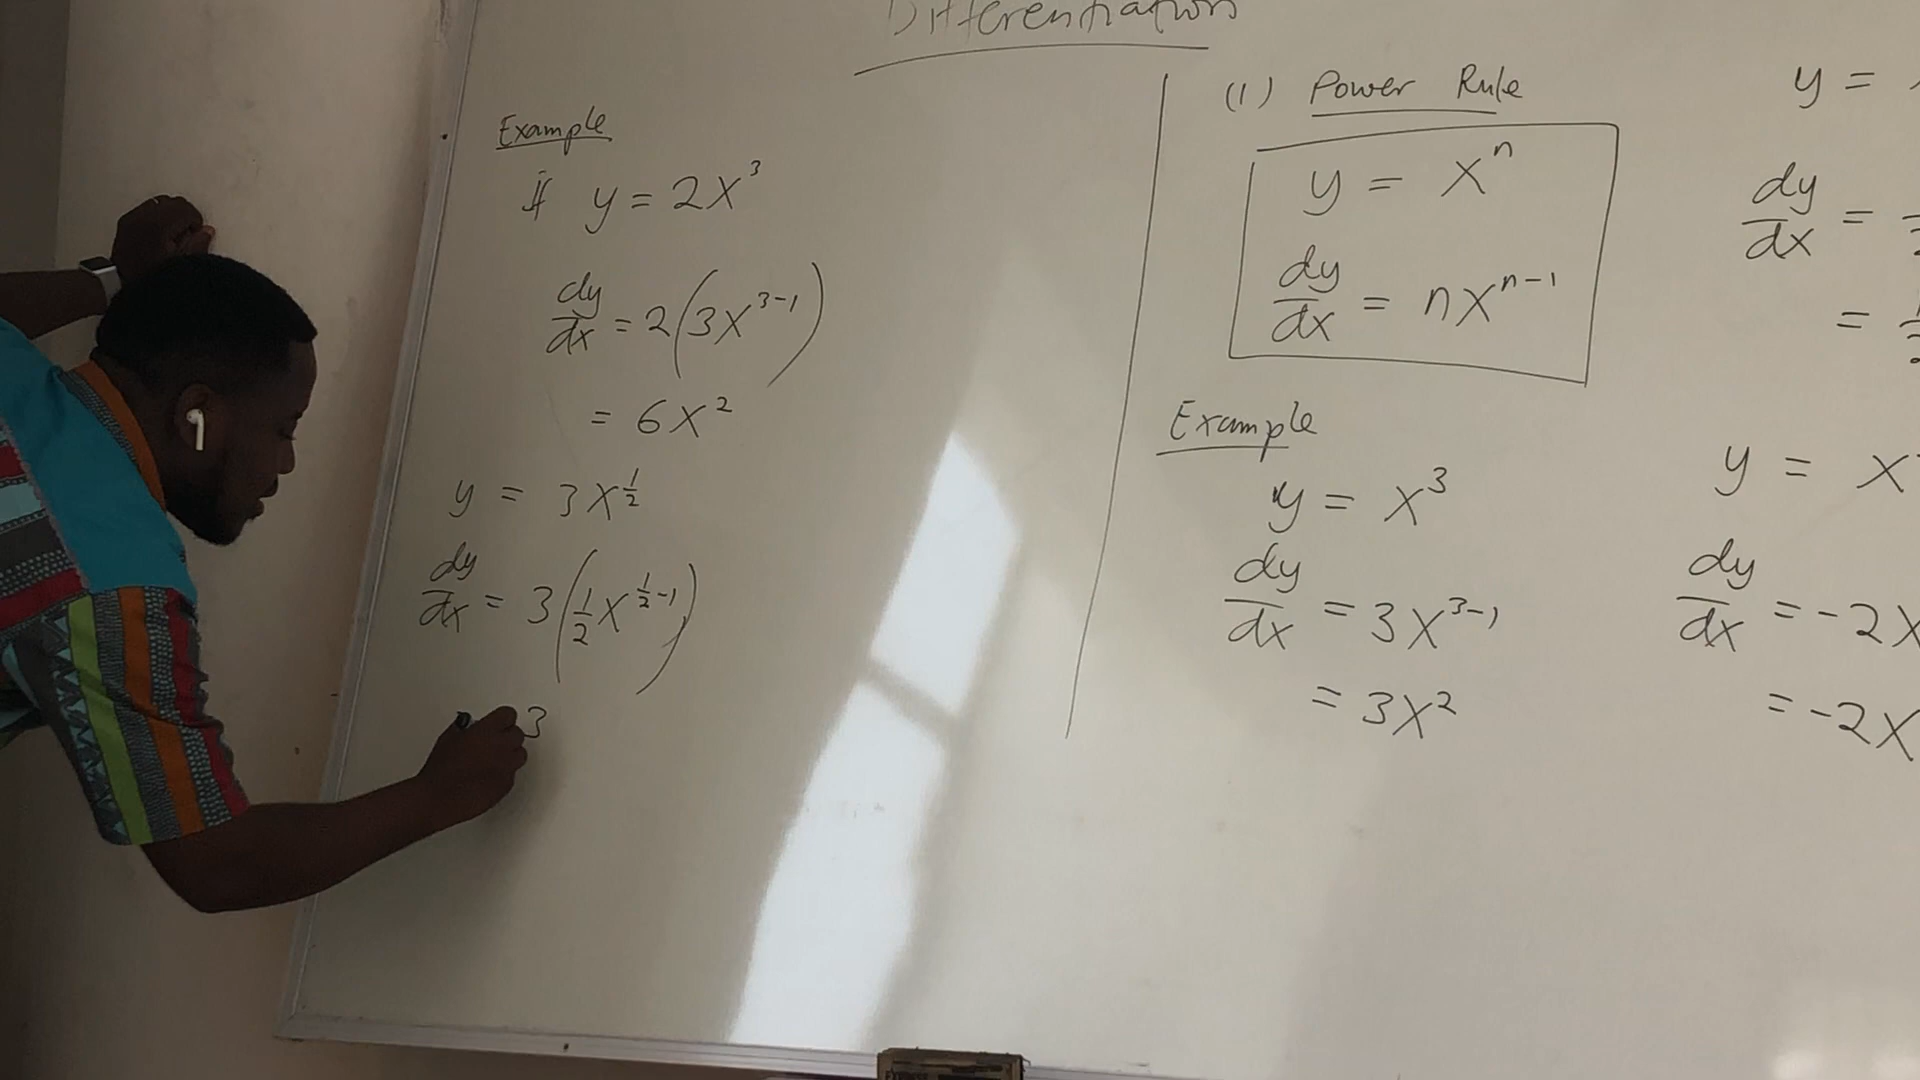 Differentiation
Example
if y = 2x³
dy/dx = 2(3x³⁻¹)
= 6x²
y = 3x^½
dy/dx = 3(½x^(½-1))
3
(1) Power Rule
y = xⁿ
dy/dx = nxⁿ⁻¹
Example
y = x³
dy/dx = 3x³⁻¹
= 3x²
y =
dy/dx =
=
y = x
dy/dx = -2x
= -2x